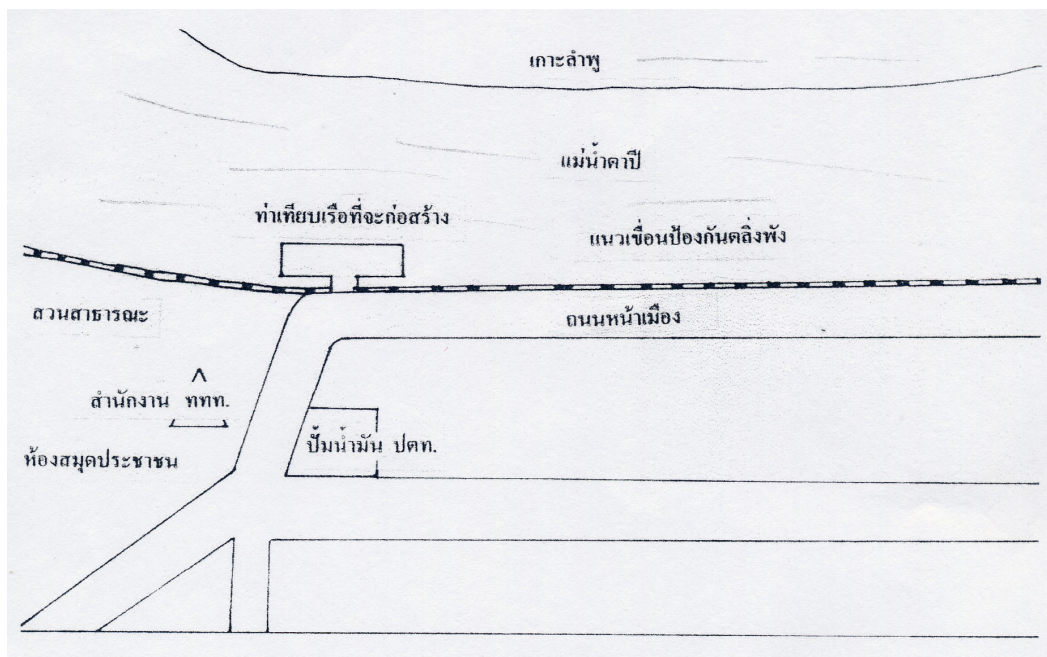 เกาะลำพู
แม่น้ำตาปี
ท่าเทียบเรือที่จะก่อสร้าง
แนวเขื่อนป้องกันตลิ่งพัง
สวนสาธารณะ
ถนนหน้าเมือง
สำนักงาน ททท.
ปั๊มน้ำมัน ปตท.
ห้องสมุดประชาชน